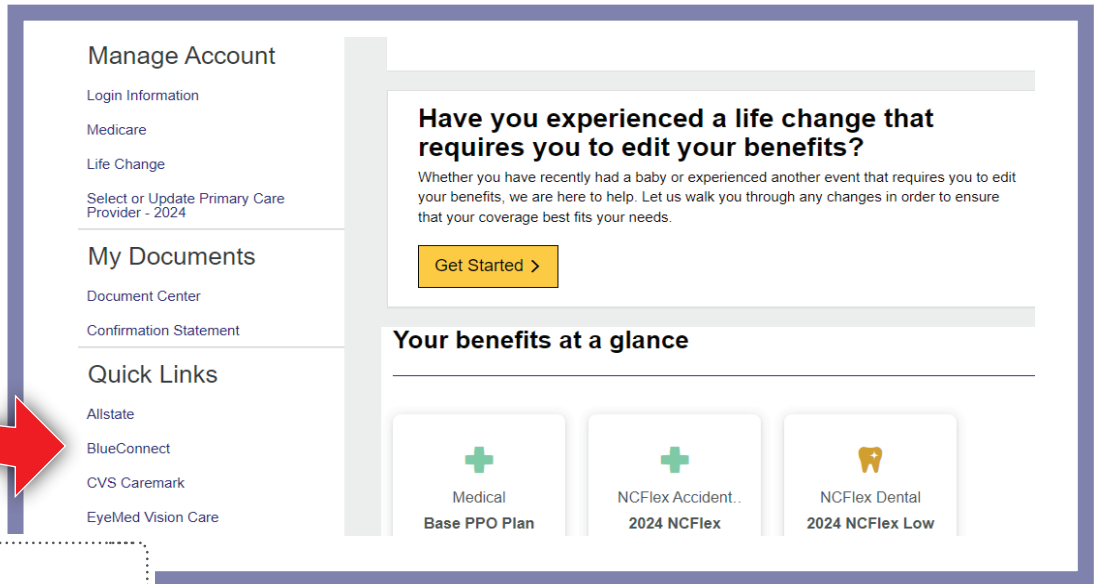 Manage Account
Login Information
Medicare
Life Change
Select or Update Primary Care
Provider - 2024
My Documents
Document Center
Confirmation Statement
Quick Links
Allstate
BlueConnect
CVS Caremark
EyeMed Vision Care
Have you experienced a life change that
requires you to edit your benefits?
Whether you have recently had a baby or experienced another event that requires you to edit
your benefits, we are here to help. Let us walk you through any changes in order to ensure
that your coverage best fits your needs.
Get Started >
Your benefits at a glance
Medical
Base PPO Plan
NCFlex Accident..
2024 NCFlex
NCFlex Dental
2024 NCFlex Low